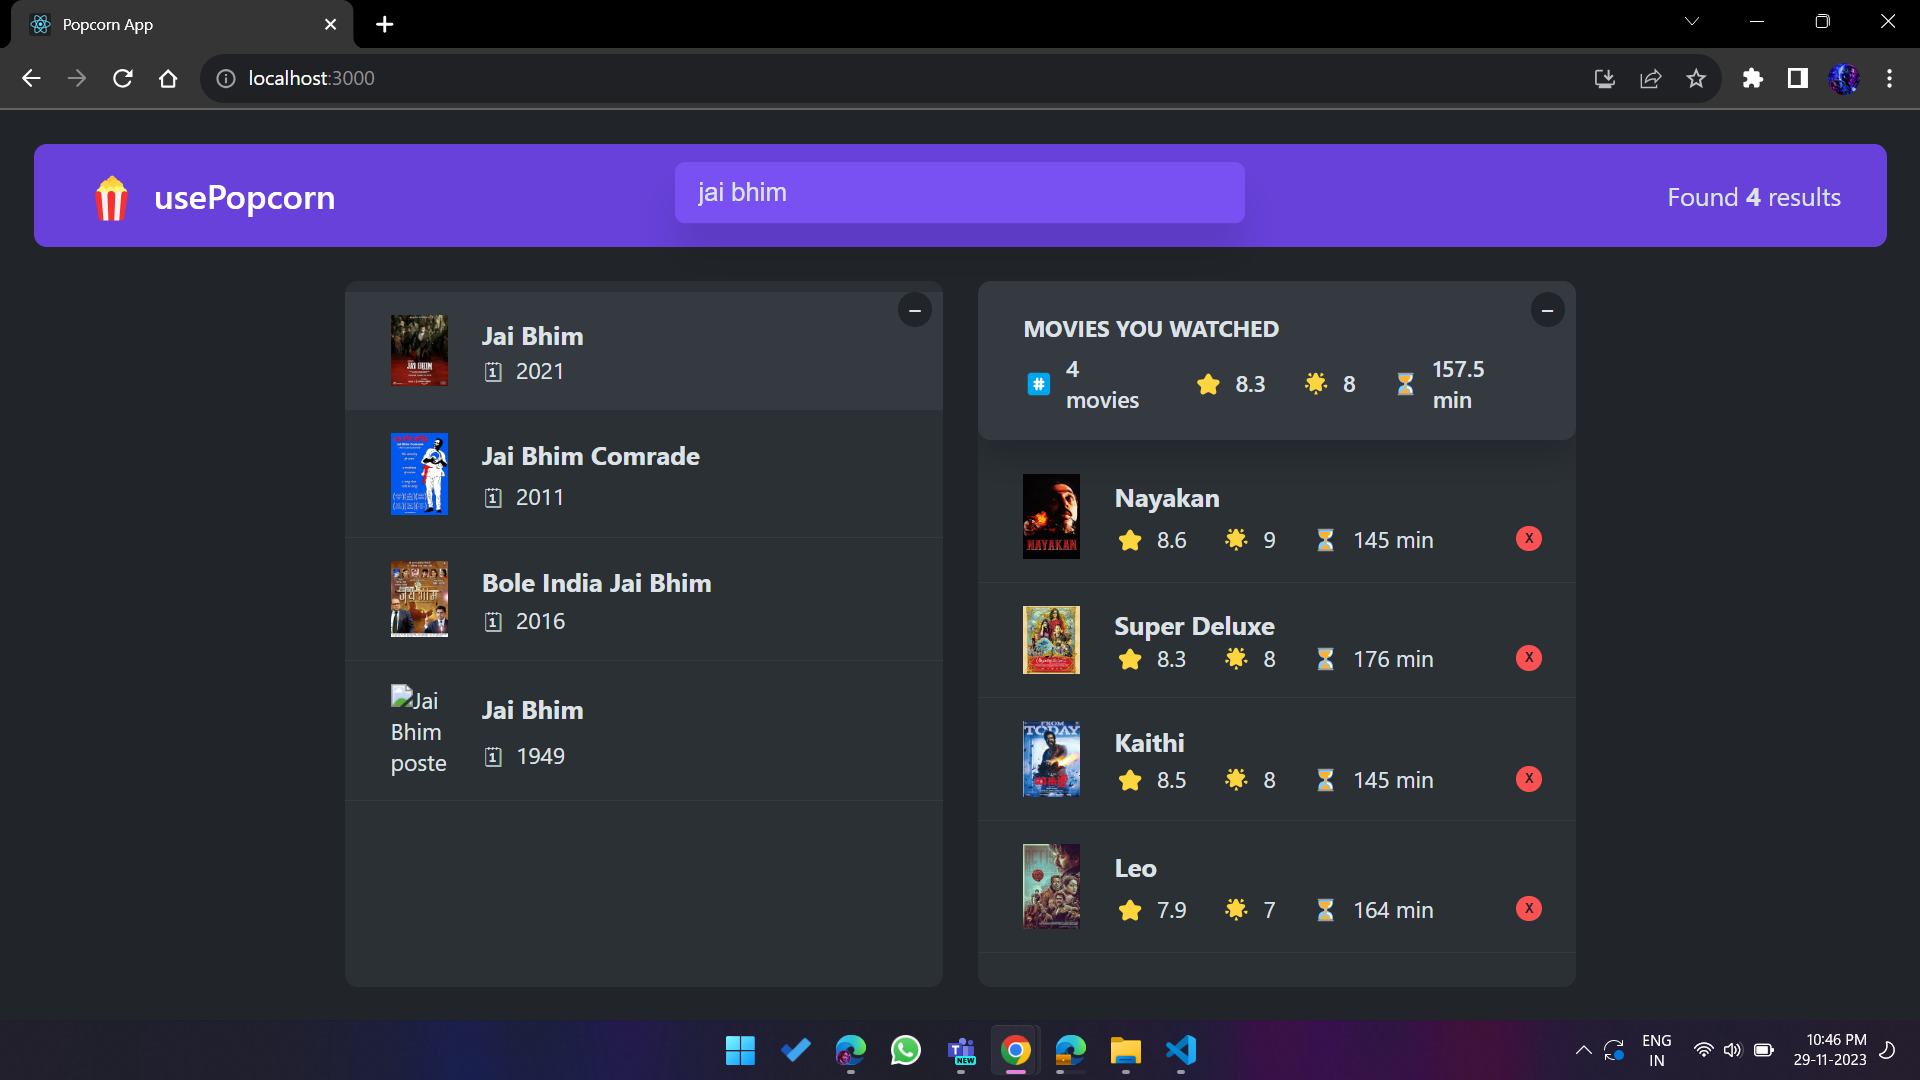 Popcorn App
localhost:3000
usePopcorn
jai bhim
Found 4 results
Jai Bhim
2021
Jai Bhim Comrade
2011
Bole India Jai Bhim
2016
Jai
Bhim
poste
Jai Bhim
1949
MOVIES YOU WATCHED
4
movies
8.3
8
157.5
min
NAYAKAN
Nayakan
8.6
9
145 min
X
Super Deluxe
8.3
8
176 min
X
FROM
TODAY
Kaithi
8.5
8
145 min
X
Leo
7.9
7
164 min
X
NEW
ENG
IN
10:46 PM
29-11-2023